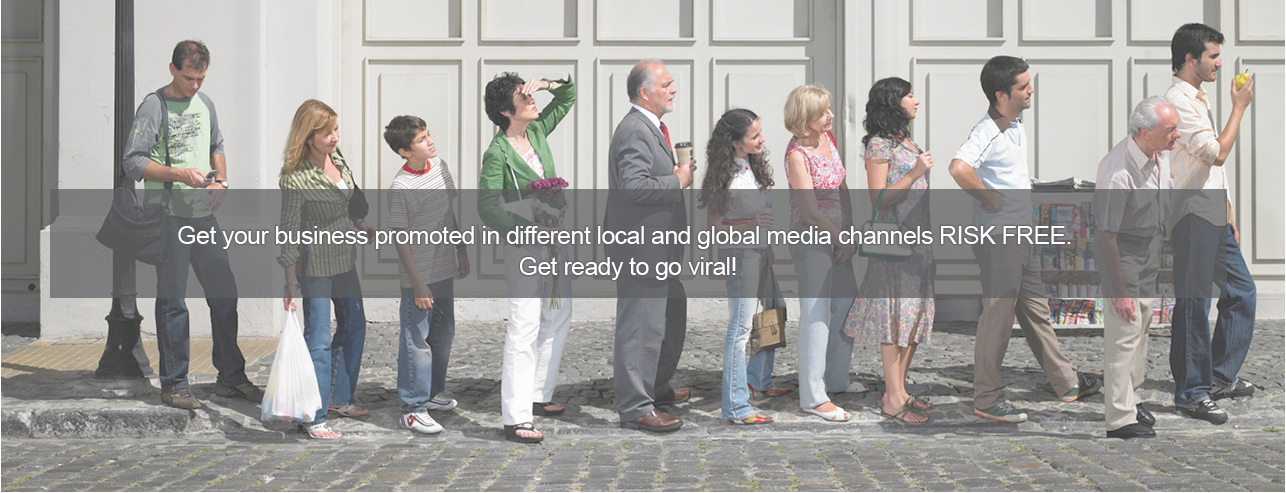 Get your business promoted in different local and global media channels RISK FREE.
Get ready to go viral!